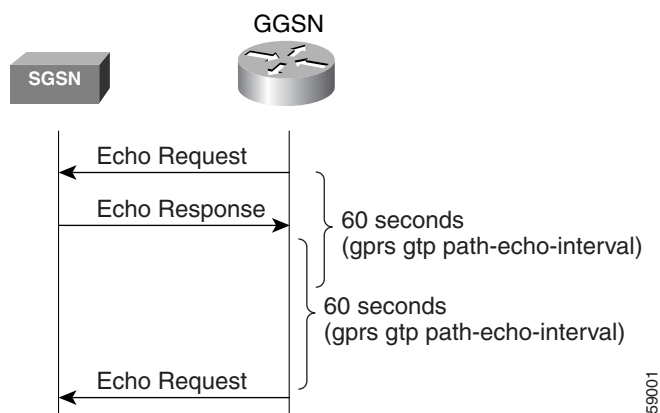 GGSN
SGSN
Echo Request
Echo Response
60 seconds
(gprs gtp path-echo-interval)
60 seconds
(gprs gtp path-echo-interval)
Echo Request
59001